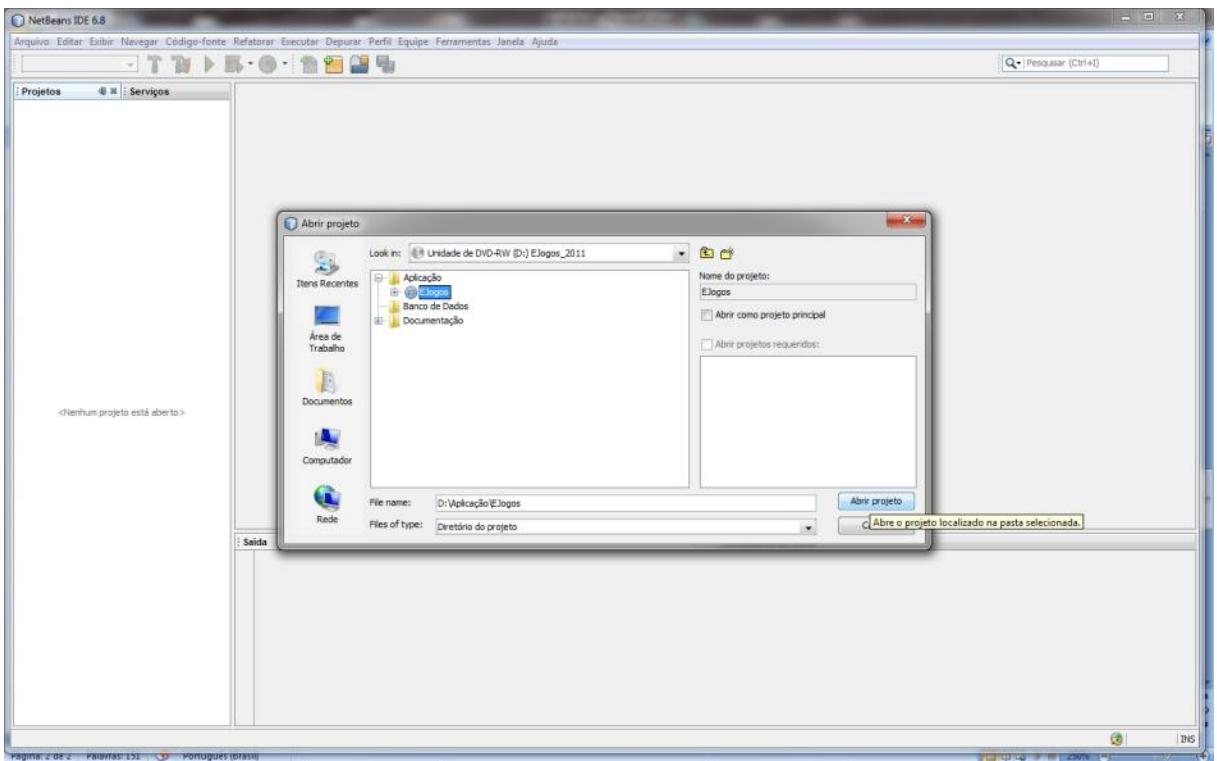 NetBeans IDE 6.8
Arquivo Editar Exibir Navegar Código-fonte Refatorar Executar Depurar Perfil Equipe Ferramentas Janela Ajuda
Pesquisar (Ctrl+I)
Projetos
Serviços
<Nenhum projeto está aberto>
Abrir projeto
Look in:
Unidade de DVD-RW (D:) EJogos_2011
Itens Recentes
Área de
Trabalho
Documentos
Computador
Rede
Aplicação
EJogos
Banco de Dados
Documentação
Nome do projeto:
EJogos
Abrir como projeto principal
Abrir projetos requeridos:
File name:
D:\Aplicação\EJogos
Abrir projeto
Files of type:
Diretório do projeto
C
Abre o projeto localizado na pasta selecionada.
Saída
INS
Página: 2 de 2
Palavras: 151
Português (Brasil)
250%